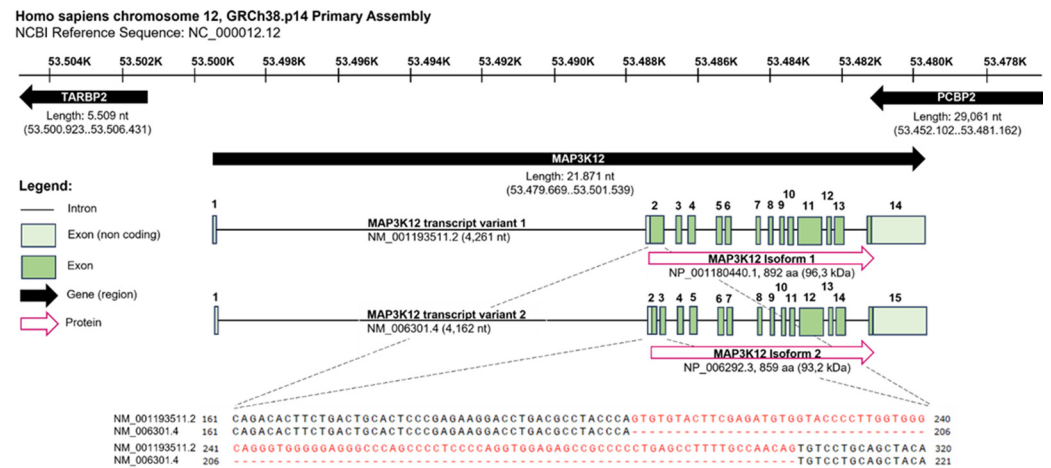 Homo sapiens chromosome 12, GRCh38.p14 Primary Assembly
NCBI Reference Sequence: NC_000012.12
53.504K 53.502K 53.500K 53.498K 53.496K 53.494K 53.492K 53.490K 53.488K 53.486K 53.484K 53.482K 53.480K 53.478K
TARBP2 PCBP2
Length: 5.509 nt Length: 29,061 nt
(53.500.923..53.506.431) (53.452.102..53.481.162)
MAP3K12
Length: 21.871 nt
(53.479.669..53.501.539)
Legend:
Intron
Exon (non coding)
Exon
Gene (region)
Protein
1 2 3 4 5 6 7 8 9 10 11 12 13 14
MAP3K12 transcript variant 1
NM_001193511.2 (4,261 nt)
MAP3K12 Isoform 1
NP_001180440.1, 892 aa (96,3 kDa)
1 2 3 4 5 6 7 8 9 10 11 12 13 14 15
MAP3K12 transcript variant 2
NM_006301.4 (4,162 nt)
MAP3K12 Isoform 2
NP_006292.3, 859 aa (93,2 kDa)
NM_001193511.2 161 CAGACACTTCTGACTGCACTCCCGAGAAGGACCTGACGCCTACCCAGTGTGTACTTCGAGATGTGGTACCCCTTGGTGGG 240
NM_006301.4 161 CAGACACTTCTGACTGCACTCCCGAGAAGGACCTGACGCCTACCCA---------------------------------- 206
NM_001193511.2 241 CAGGGTGGGGGAGGGCCCAGCCCCTCCCCAGGTGGAGAGCCGCCCCCTGAGCCTTTTGCCAACAGTGTCCTGCAGCTACA 320
NM_006301.4 206 -----------------------------------------------------------------TGTCCTGCAGCTACA 221